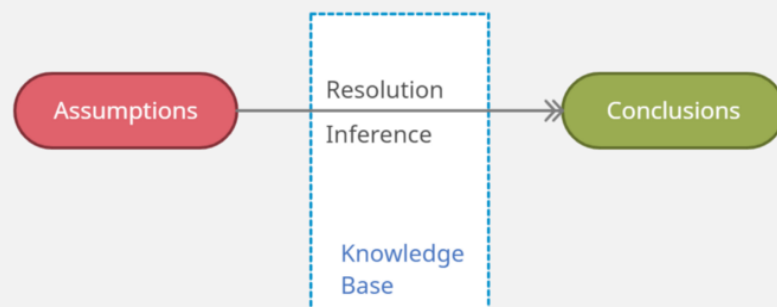 Assumptions
Resolution
Inference
Conclusions
Knowledge
Base